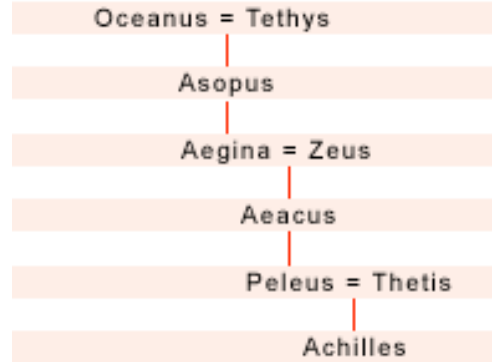 Oceanus = Tethys
Asopus
Aegina = Zeus
Aeacus
Peleus = Thetis
Achilles